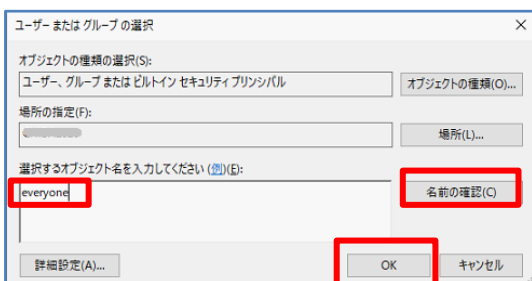 ユーザー または グループ の選択
オブジェクトの種類の選択(S):
ユーザー、グループ または ビルトイン セキュリティ プリンシパル
オブジェクトの種類(O)...
場所の指定(F):
場所(L)...
選択するオブジェクト名を入力してください (例)(E):
everyone
名前の確認(C)
詳細設定(A)...
OK
キャンセル